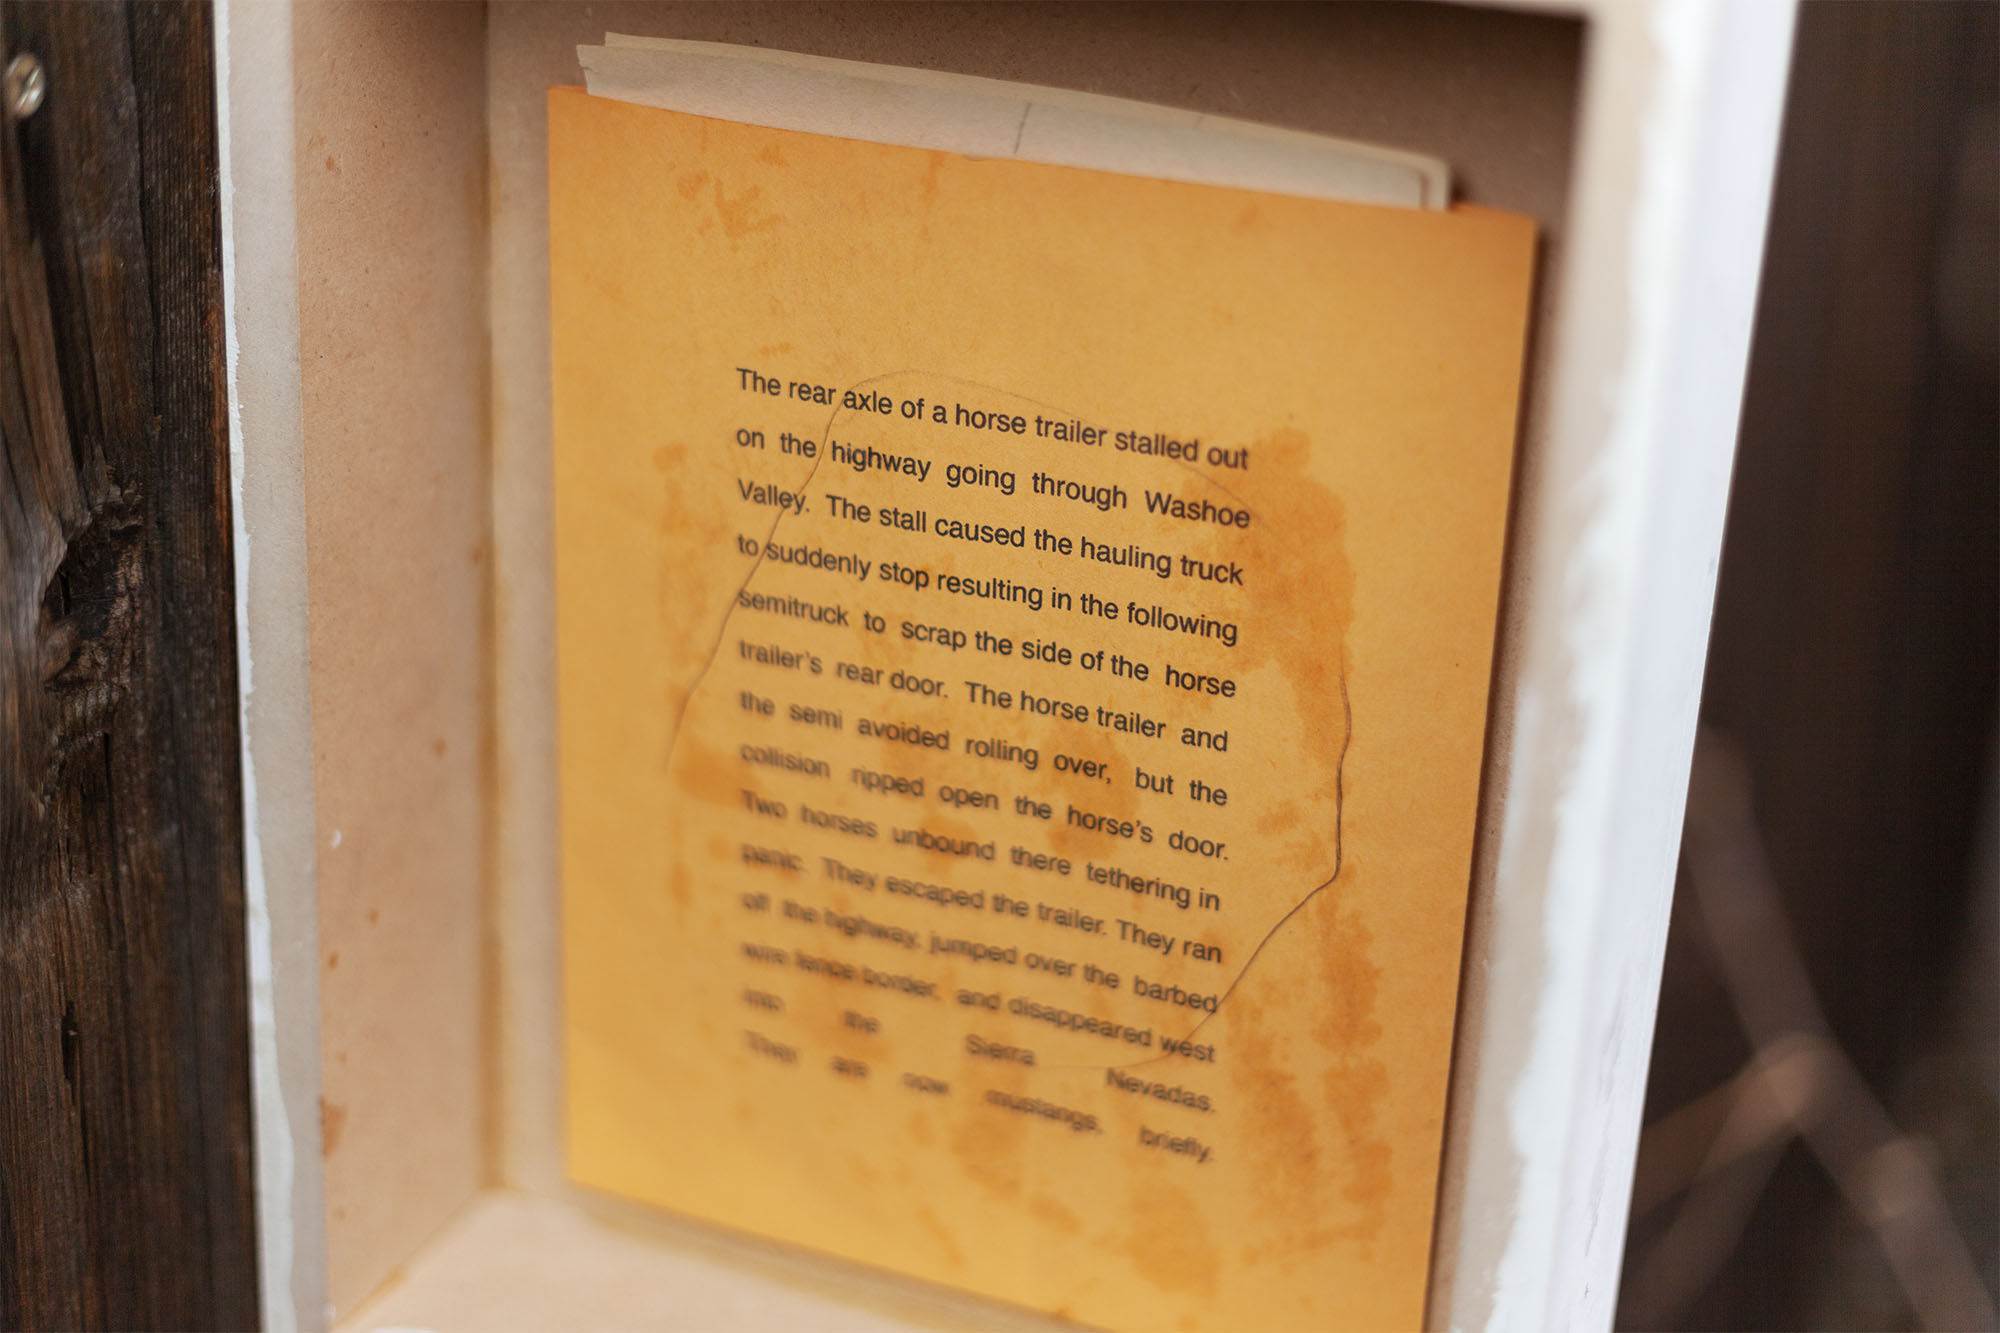 The rear axle of a horse trailer stalled out
on the highway going through Washoe
Valley. The stall caused the hauling truck
to suddenly stop resulting in the following
semitruck to scrap the side of the horse
trailer's rear door. The horse trailer and
the semi avoided rolling over, but the
collision ripped open the horse's door.
Two horses unbound there tethering in
panic. They escaped the trailer. They ran
off the highway, jumped over the barbed
wire fence border, and disappeared west
into the Sierra Nevadas.
They are now mustangs, briefly.